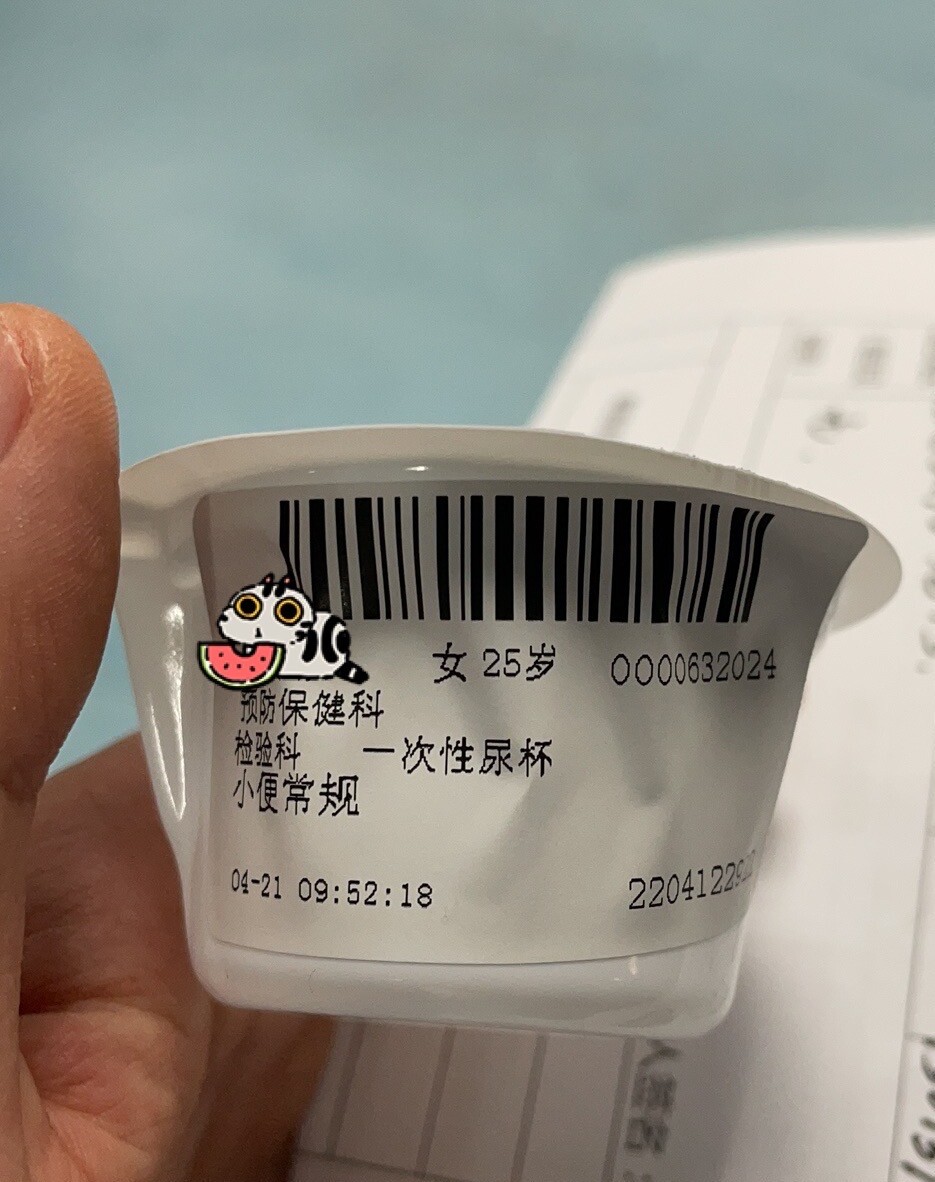 女 25岁 0000632024
预防保健科
检验科 一次性尿杯
小便常规
04-21 09:52:18